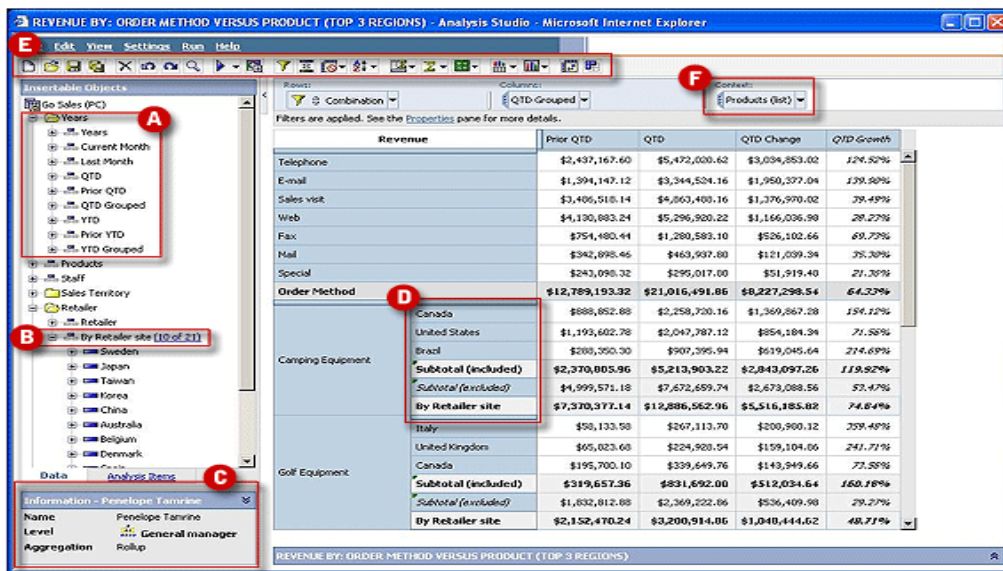 REVENUE BY: ORDER METHOD VERSUS PRODUCT (TOP 3 REGIONS) - Analysis Studio - Microsoft Internet Explorer
E
Edit View Settings Run Help
Insertable Objects
Go Sales (PC)
Years
A
Years
Current Month
Last Month
QTD
Prior QTD
QTD Grouped
YTD
Prior YTD
YTD Grouped
Products
Staff
Sales Territory
Retailer
Retailer
B
By Retailer site (10 of 21)
Sweden
Japan
Taiwan
Korea
China
Australia
Belgium
Denmark
Data Analysis Items
C
Information - Penelope Tamrine
Name Penelope Tamrine
Level General manager
Aggregation Rollup
F
Rows: Columns: Context:
Combination QTD Grouped Products (list)
Filters are applied. See the Properties pane for more details.
Revenue Prior QTD QTD QTD Change QTD Growth
Telephone $2,437,167.60 $5,472,020.62 $3,034,853.02 124.52%
E-mail $1,394,147.12 $3,344,524.16 $1,950,377.04 139.90%
Sales visit $3,486,518.14 $4,863,488.16 $1,376,970.02 39.49%
Web $4,130,883.24 $5,296,920.22 $1,166,036.98 28.23%
Fax $754,480.44 $1,280,583.10 $526,102.66 69.73%
Mail $342,898.46 $463,937.80 $121,039.34 35.30%
Special $243,098.32 $295,017.80 $51,919.48 21.36%
Order Method $12,789,193.32 $21,016,491.86 $8,227,298.54 64.33%
D
Camping Equipment
Canada $888,852.88 $2,258,720.16 $1,369,867.28 154.12%
United States $1,193,602.78 $2,047,787.12 $854,184.34 71.56%
Brazil $288,350.30 $907,395.94 $619,045.64 214.69%
Subtotal (included) $2,370,805.96 $5,213,903.22 $2,843,097.26 119.92%
Subtotal (excluded) $4,999,571.18 $7,672,659.74 $2,673,088.56 53.47%
By Retailer site $7,370,377.14 $12,886,562.96 $5,516,185.82 74.84%
Golf Equipment
Italy $58,133.58 $267,113.70 $208,980.12 359.48%
United Kingdom $65,823.68 $224,928.54 $159,104.86 241.71%
Canada $195,700.10 $339,649.76 $143,949.66 73.56%
Subtotal (included) $319,657.36 $831,692.00 $512,034.64 160.18%
Subtotal (excluded) $1,832,812.88 $2,369,222.86 $536,409.98 29.27%
By Retailer site $2,152,470.24 $3,200,914.86 $1,048,444.62 48.71%
REVENUE BY: ORDER METHOD VERSUS PRODUCT (TOP 3 REGIONS)